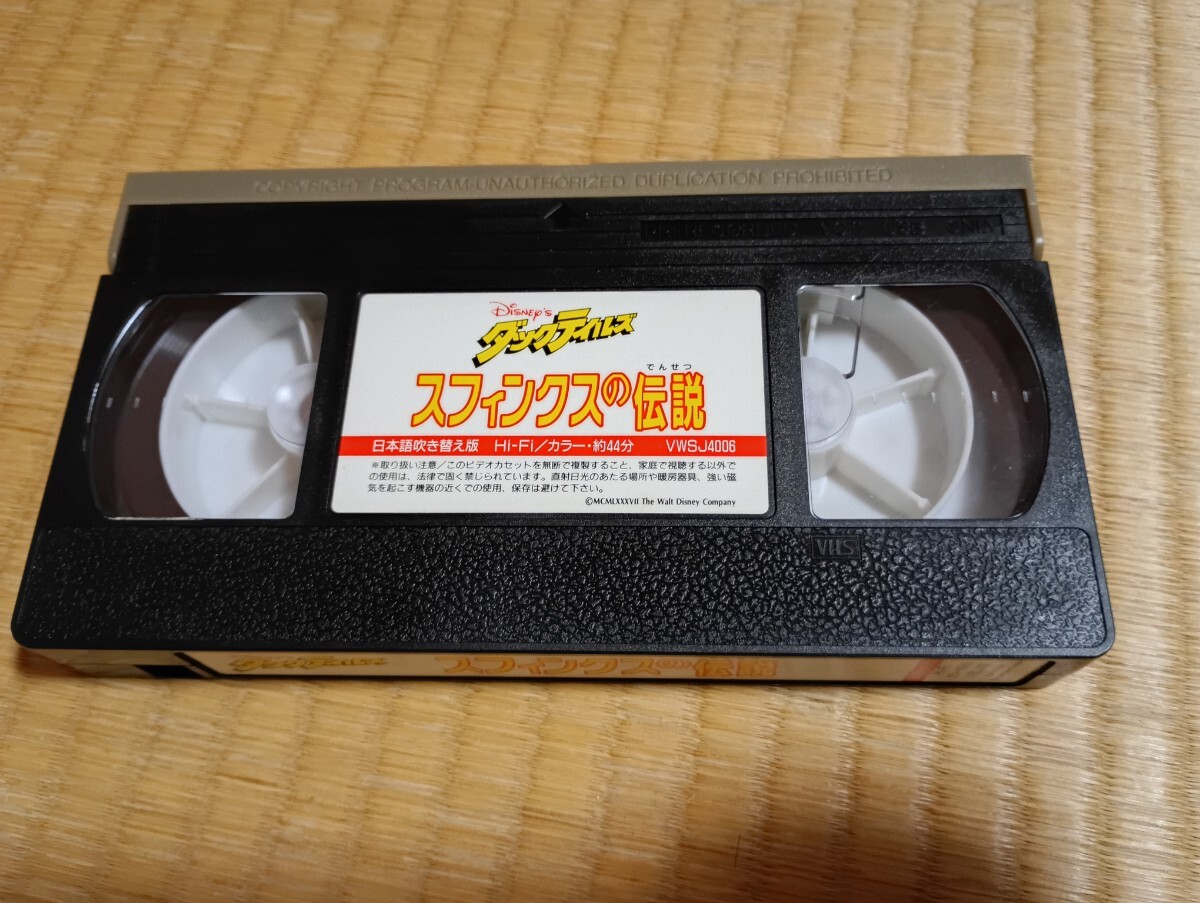 COPYRIGHT PROGRAM-UNAUTHORIZED DUPLICATION PROHIBITED
Disney's
ダックテイルズ
でんせつ
スフィンクスの伝説
日本語吹き替え版 Hi-Fi/カラー・約44分 VWSJ4006
※取り扱い注意/このビデオカセットを無断で複製すること、家庭で視聴する以外で
の使用は、法律で固く禁じられています。直射日光のあたる場所や暖房器具、強い磁
気を起こす機器の近くでの使用、保存は避けて下さい。
©MCMLXXXVII The Walt Disney Company
VHS
ダックテイルズ スフィンクスの伝説